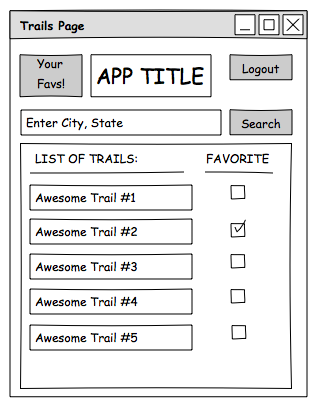 Trails Page
Your
Favs!
APP TITLE
Logout
Enter City, State
Search
LIST OF TRAILS:
FAVORITE
Awesome Trail #1
Awesome Trail #2
Awesome Trail #3
Awesome Trail #4
Awesome Trail #5